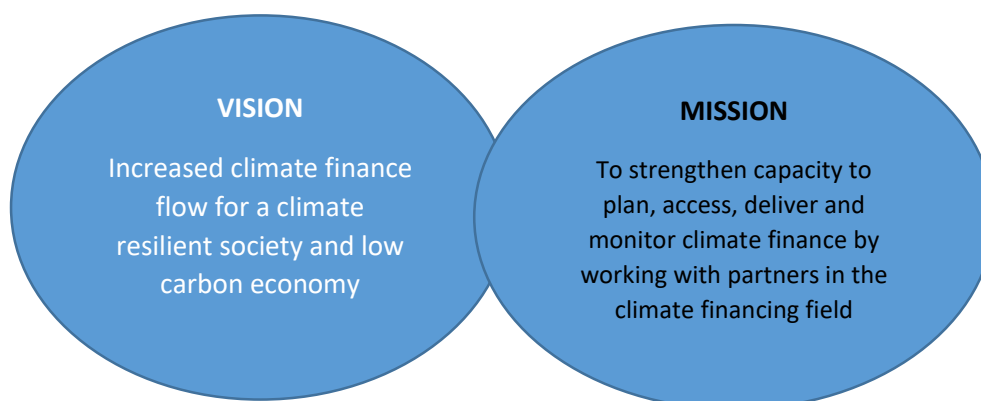 VISION
Increased climate finance
flow for a climate
resilient society and low
carbon economy
MISSION
To strengthen capacity to
plan, access, deliver and
monitor climate finance by
working with partners in the
climate financing field